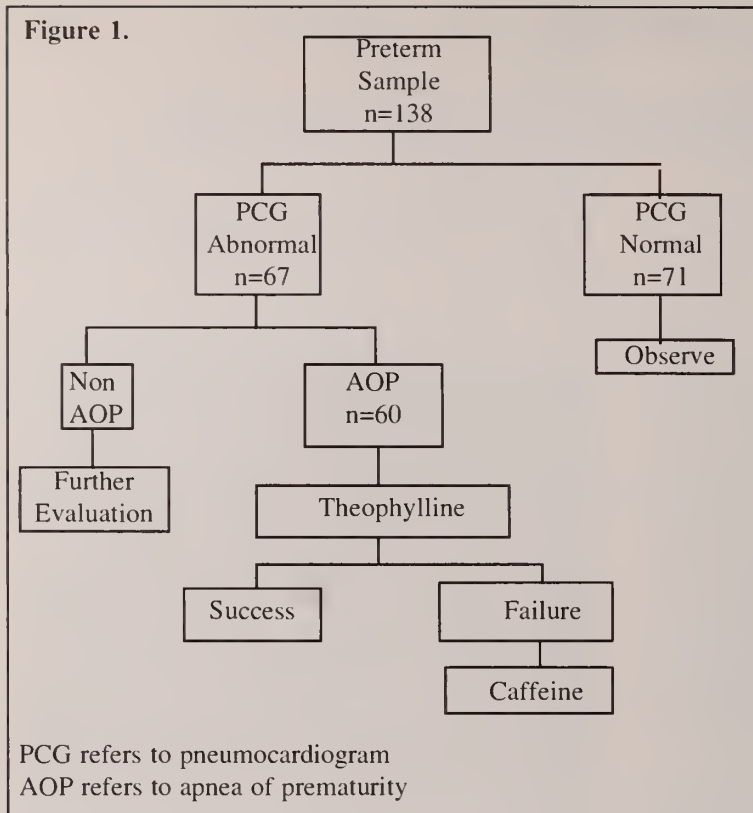 Figure 1.
Preterm
Sample
n=138
PCG
Abnormal
n=67
PCG
Normal
n=71
Observe
Non
AOP
AOP
n=60
Further
Evaluation
Theophylline
Success
Failure
Caffeine
PCG refers to pneumocardiogram
AOP refers to apnea of prematurity